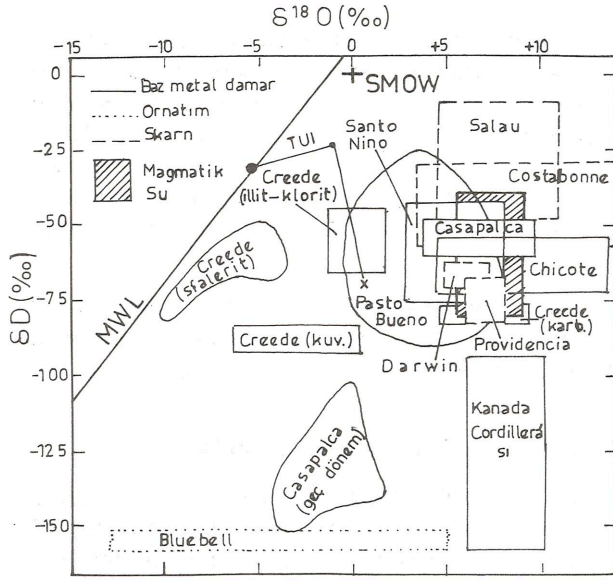 δ¹⁸O (‰)
-15 -10 -5 0 +5 +10
δD (‰)
0
-25
-50
-75
-100
-125
-150
Baz metal damar
Ornatım
Skarn
Magmatik
Su
SMOW
MWL
TUI
Creede
(illit-klorit)
Santo
Nino
Salau
Costabonne
Casapalca
Chicote
Creede
(sfalerit)
Pasto
Bueno
Creede
(karb.)
Providencia
Darwin
Creede (kuv.)
Kanada
Cordillera
sı
Casapalca
(geç dönem)
Bluebell